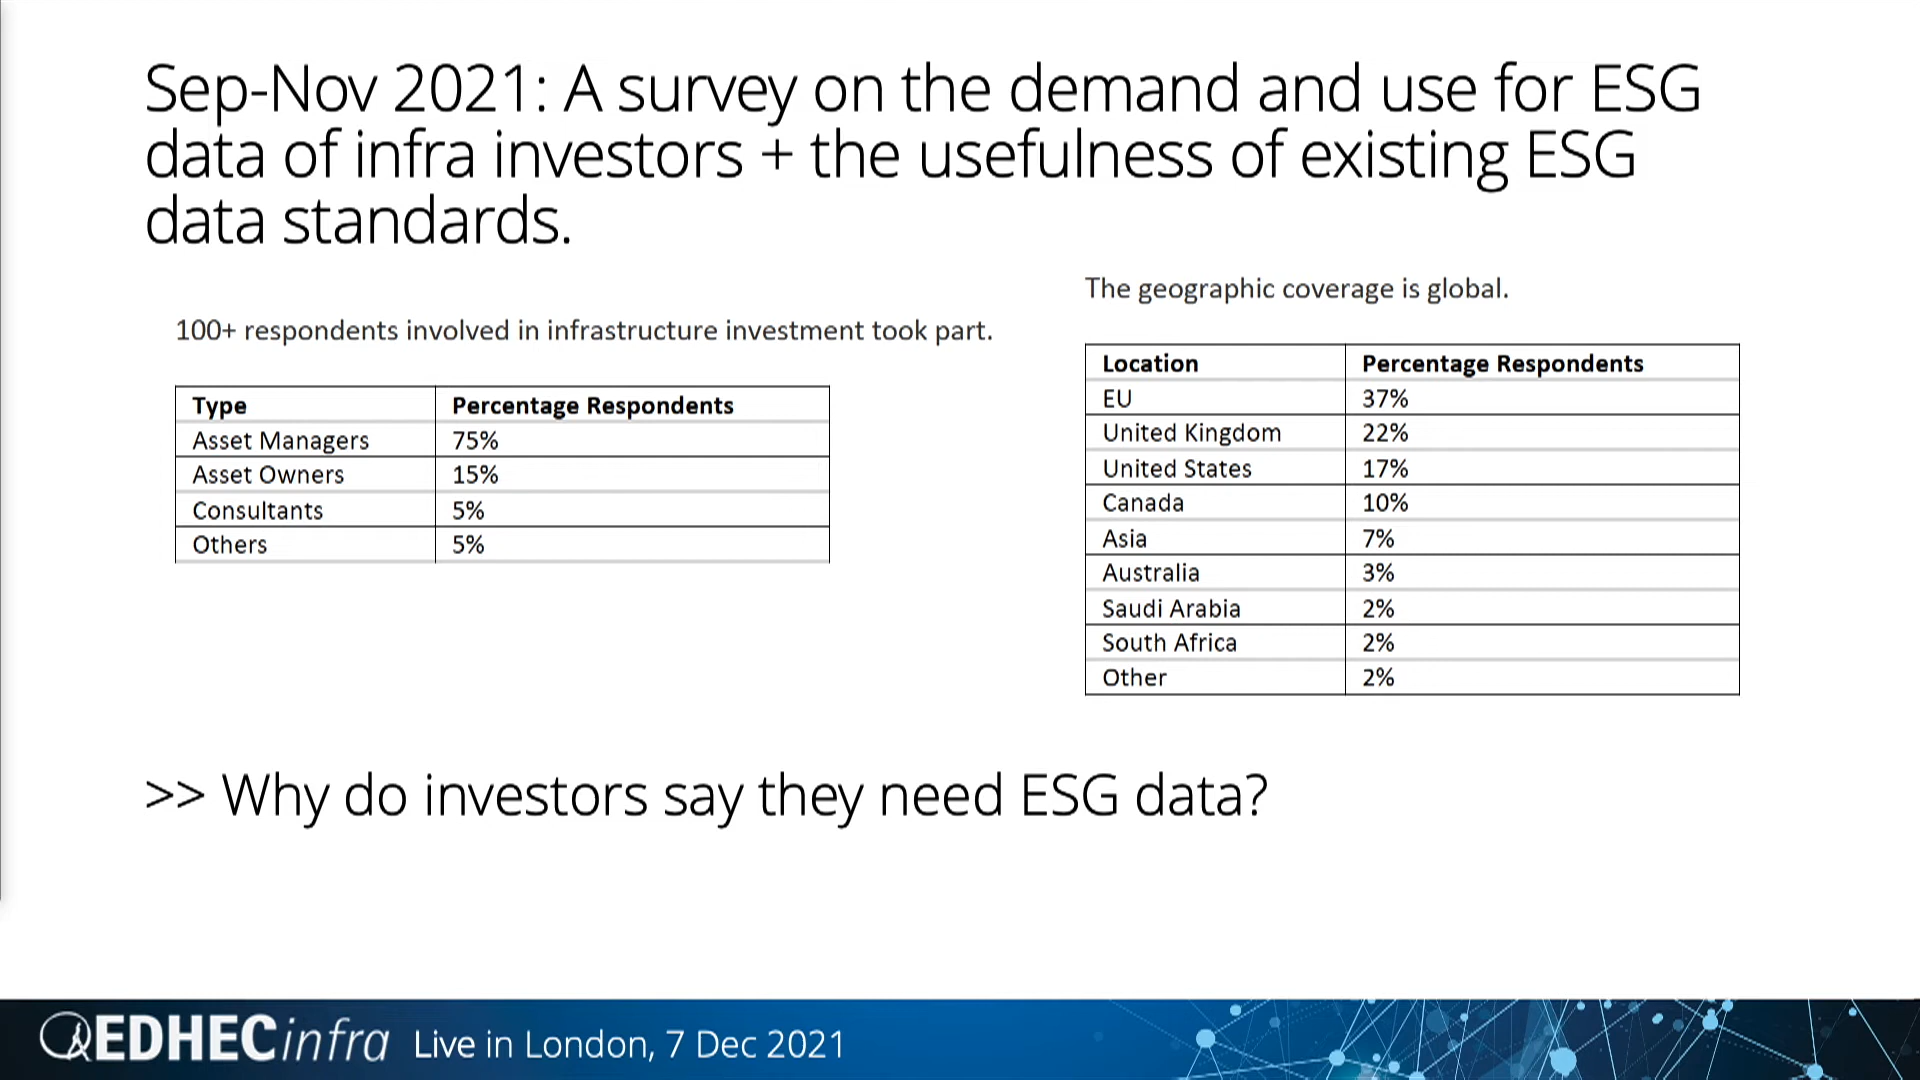 Sep-Nov 2021: A survey on the demand and use for ESG
data of infra investors + the usefulness of existing ESG
data standards.
100+ respondents involved in infrastructure investment took part.
Type Percentage Respondents
Asset Managers 75%
Asset Owners 15%
Consultants 5%
Others 5%
The geographic coverage is global.
Location Percentage Respondents
EU 37%
United Kingdom 22%
United States 17%
Canada 10%
Asia 7%
Australia 3%
Saudi Arabia 2%
South Africa 2%
Other 2%
>> Why do investors say they need ESG data?
EDHECinfra Live in London, 7 Dec 2021